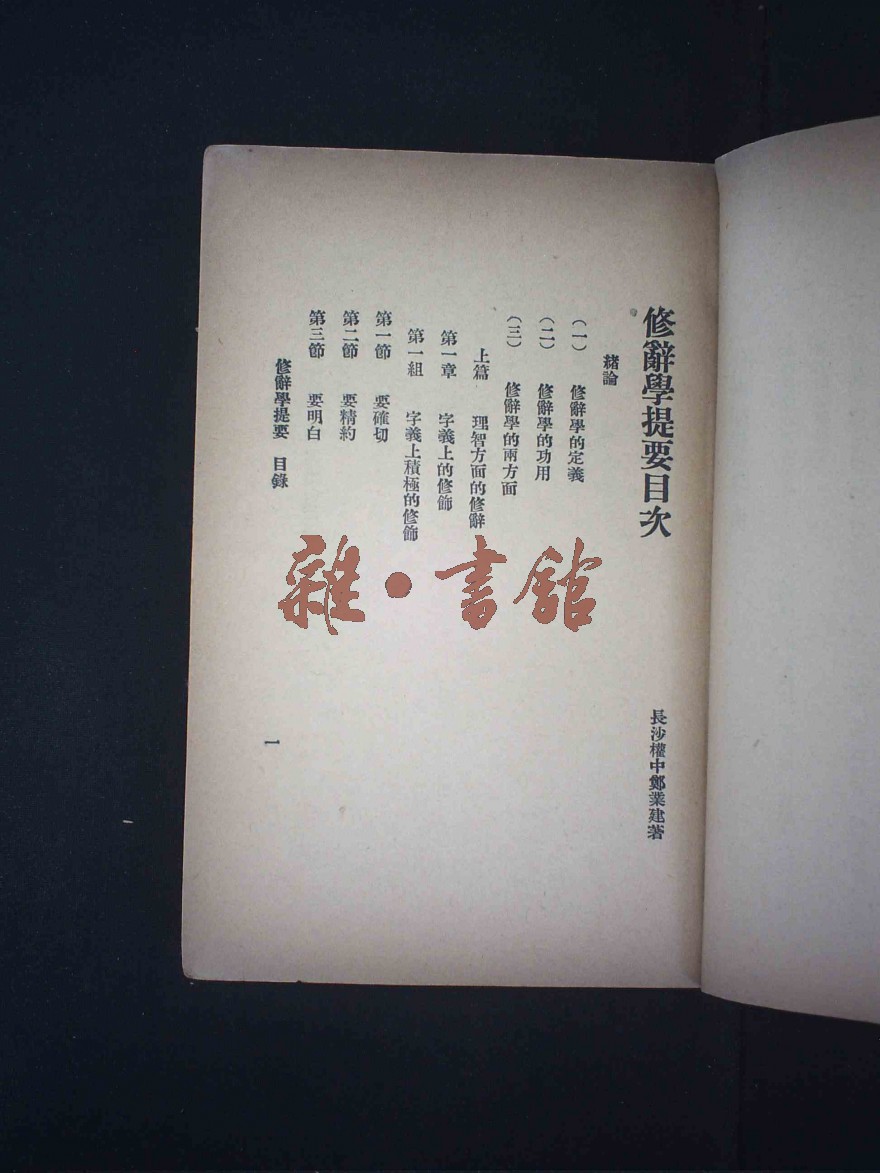 修辭學提要目次
長沙權中鄭業建著
緒論
（一） 修辭學的定義
（二） 修辭學的功用
（三） 修辭學的兩方面
上篇 理智方面的修辭
第一章 字義上的修飾
第一組 字義上積極的修飾
第一節 要確切
第二節 要精約
第三節 要明白
修辭學提要 目錄
一
雜·書館